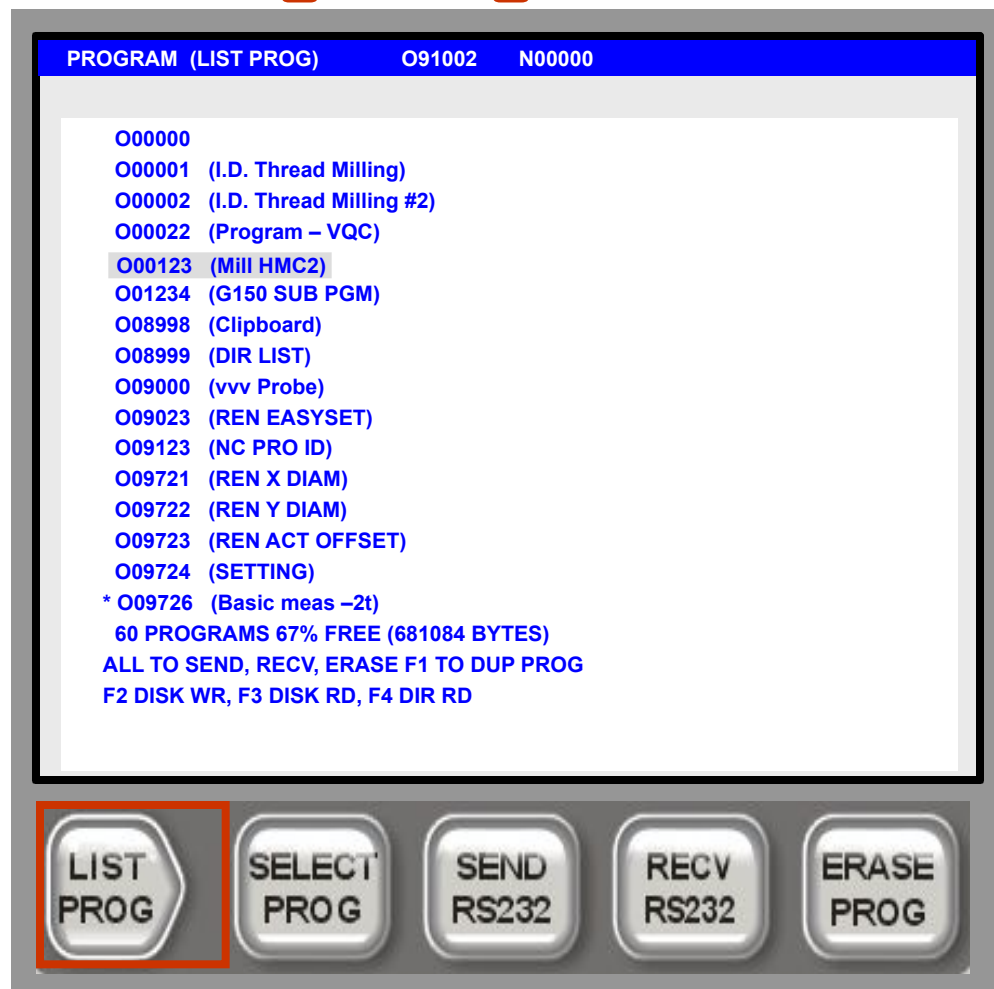 PROGRAM (LIST PROG) O91002 N00000
O00000
O00001 (I.D. Thread Milling)
O00002 (I.D. Thread Milling #2)
O00022 (Program – VQC)
O00123 (Mill HMC2)
O01234 (G150 SUB PGM)
O08998 (Clipboard)
O08999 (DIR LIST)
O09000 (vvv Probe)
O09023 (REN EASYSET)
O09123 (NC PRO ID)
O09721 (REN X DIAM)
O09722 (REN Y DIAM)
O09723 (REN ACT OFFSET)
O09724 (SETTING)
* O09726 (Basic meas –2t)
60 PROGRAMS 67% FREE (681084 BYTES)
ALL TO SEND, RECV, ERASE F1 TO DUP PROG
F2 DISK WR, F3 DISK RD, F4 DIR RD
LIST PROG
SELECT PROG
SEND RS232
RECV RS232
ERASE PROG